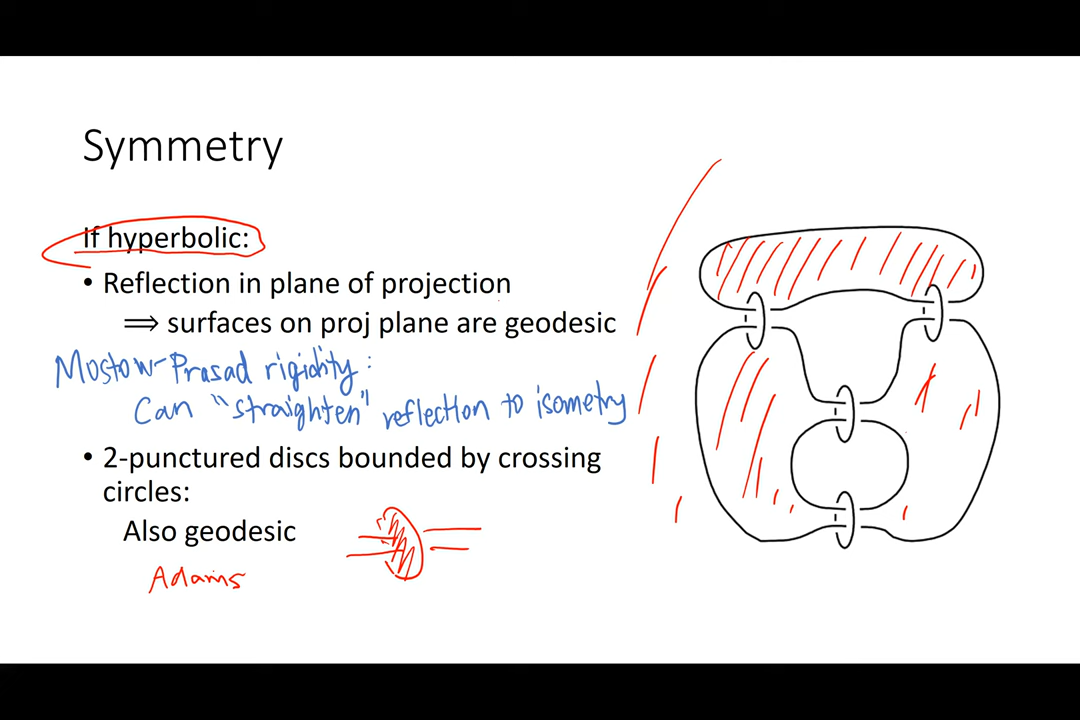 Symmetry
If hyperbolic:
• Reflection in plane of projection
⟹ surfaces on proj plane are geodesic
Mostow-Prasad rigidity:
Can "straighten" reflection to isometry
• 2-punctured discs bounded by crossing
circles:
Also geodesic
Adams